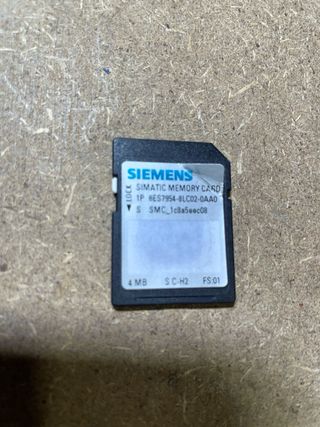 SIEMENS
LOCK
SIMATIC MEMORY CARD
1P 6ES7954-8LC02-0AA0
S SMC_1c8a5eec08
4 MB S C-H2 FS:01